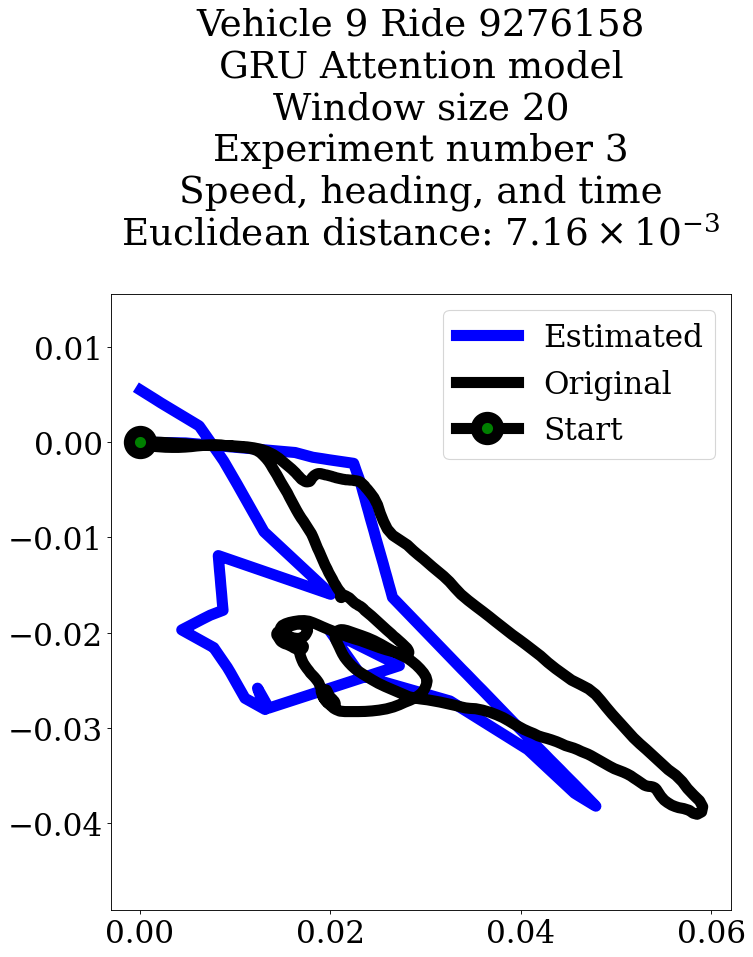 Vehicle 9 Ride 9276158
GRU Attention model
Window size 20
Experiment number 3
Speed, heading, and time
Euclidean distance: 7.16 × 10⁻³
Estimated
Original
Start
0.01
0.00
−0.01
−0.02
−0.03
−0.04
0.00 0.02 0.04 0.06